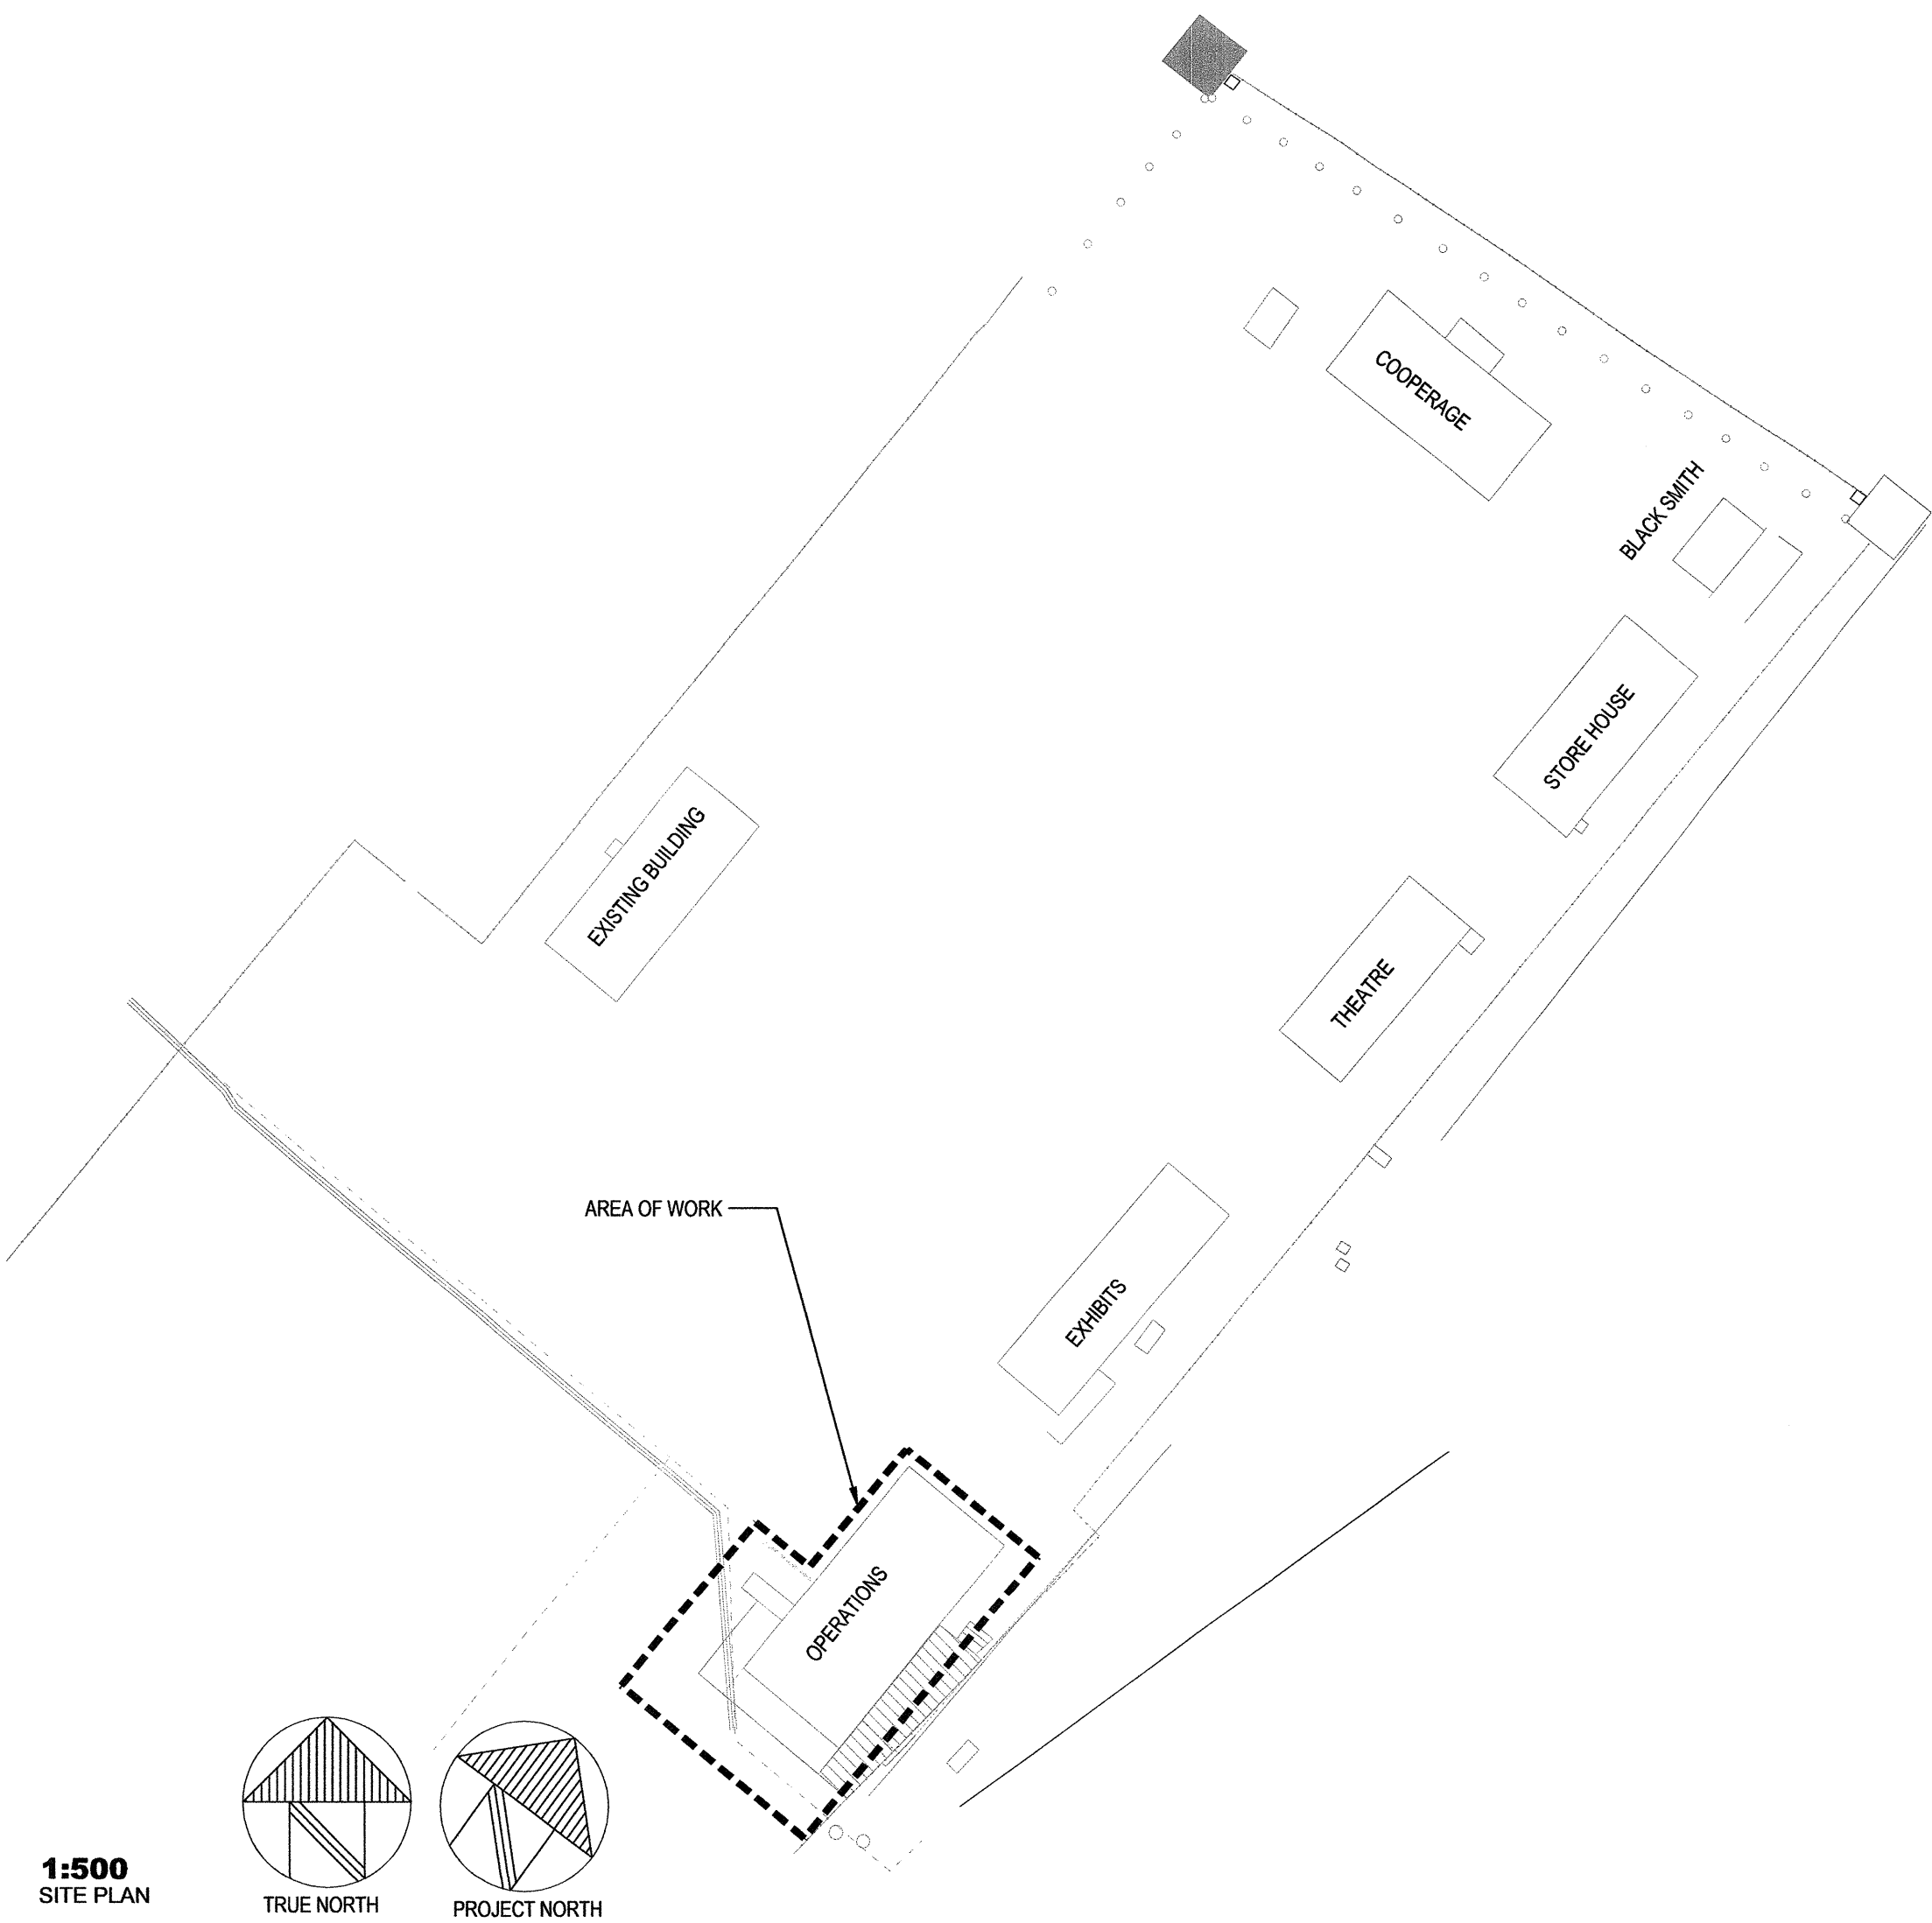 COOPERAGE
BLACK SMITH
STORE HOUSE
EXISTING BUILDING
THEATRE
AREA OF WORK
EXHIBITS
OPERATIONS
1:500
SITE PLAN
TRUE NORTH
PROJECT NORTH